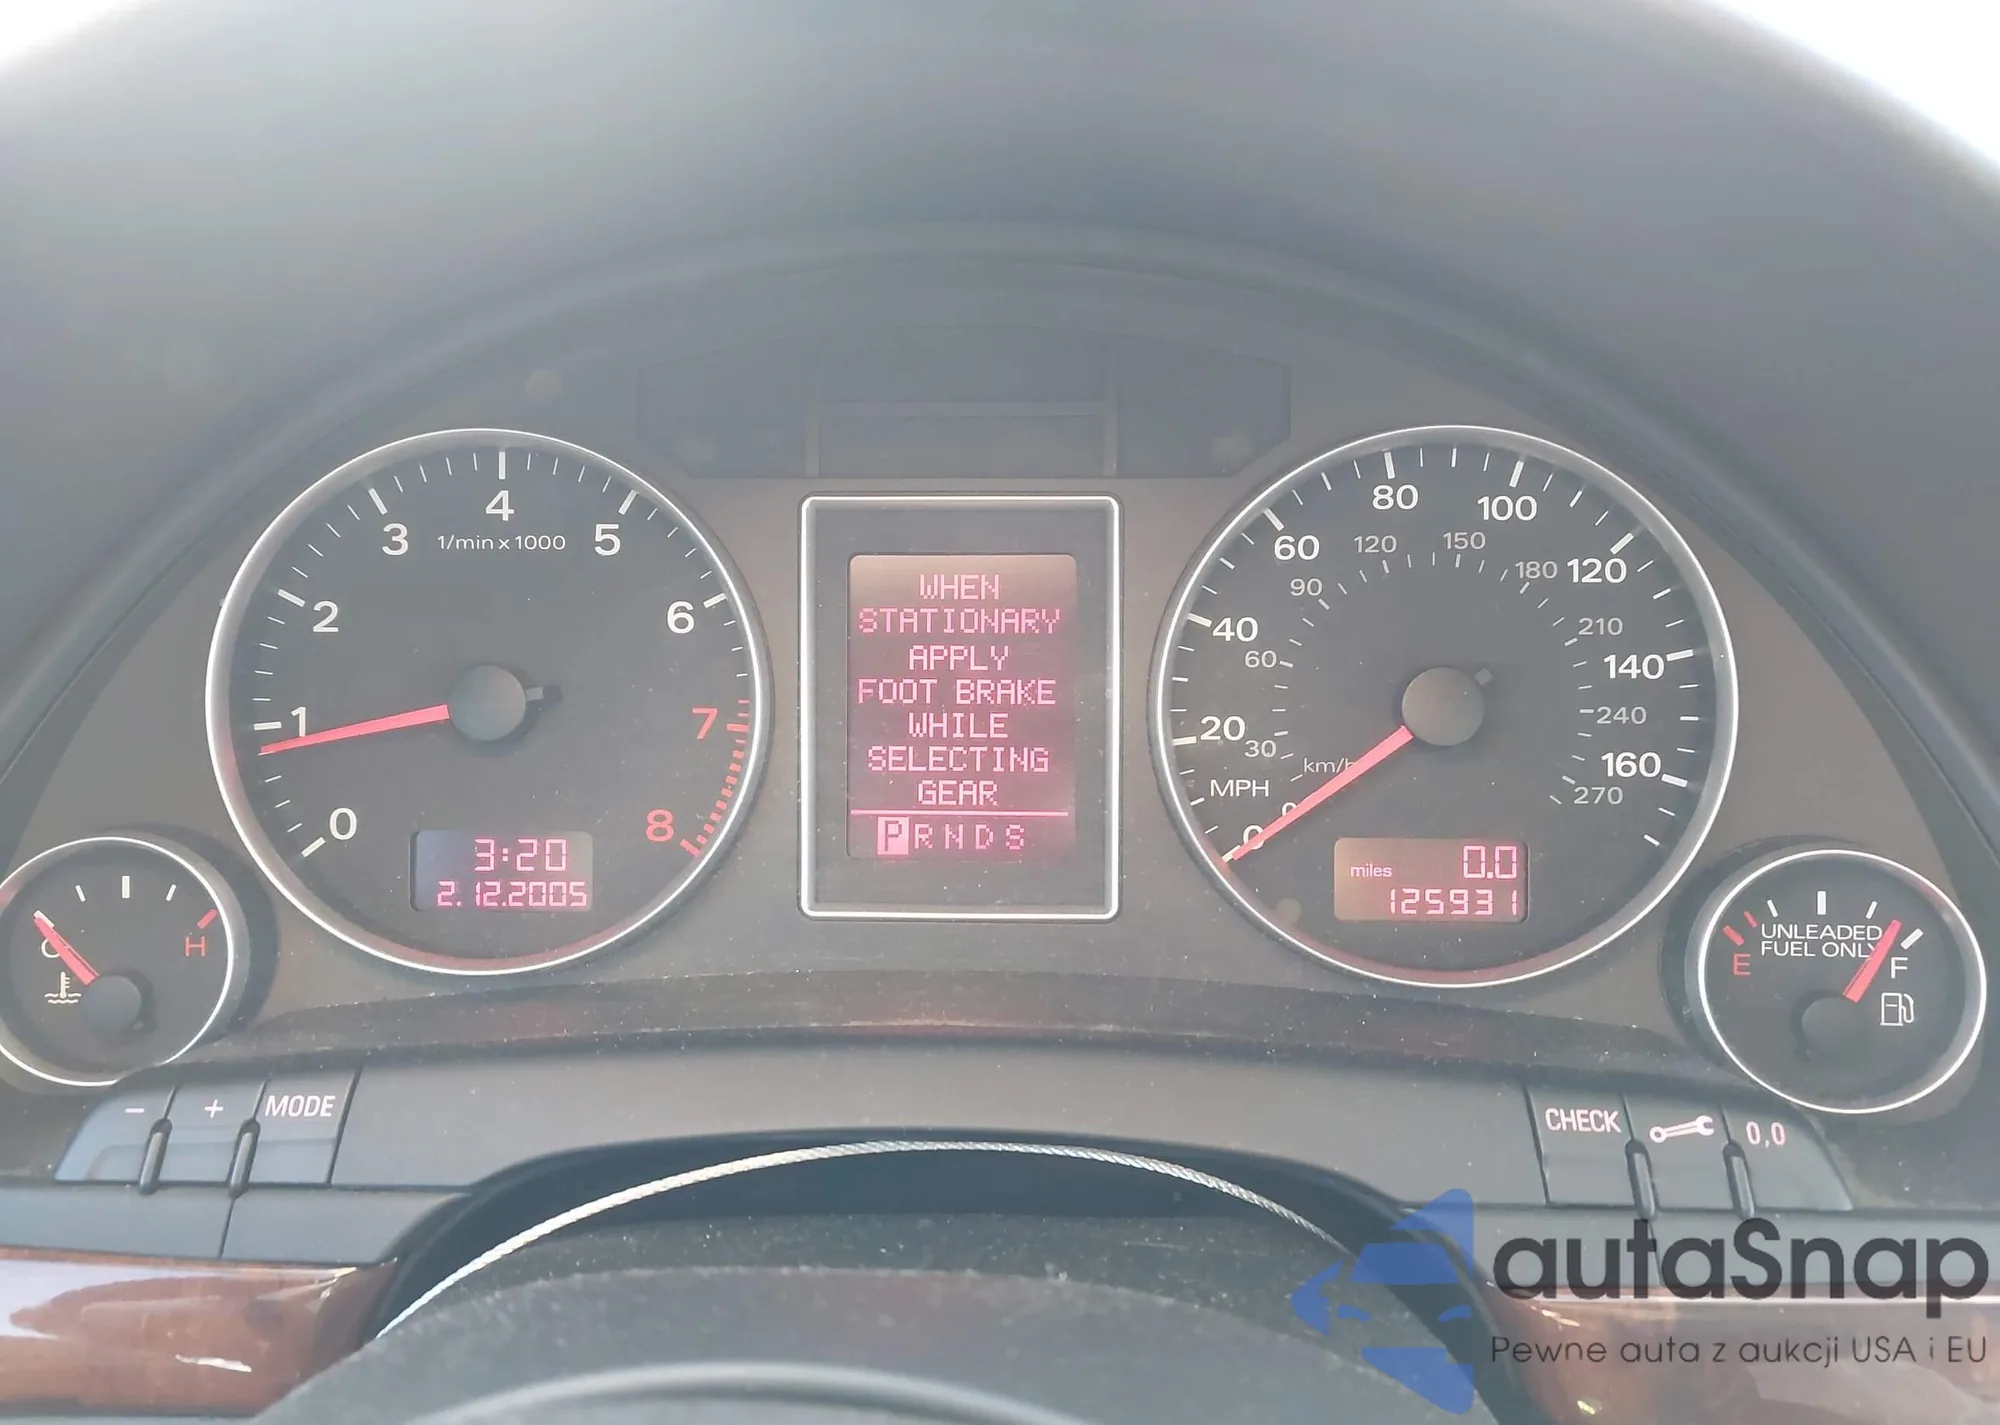 4
3
5
1/min x 1000
2
6
1
7
0
8
3:20
2.12.2005
WHEN
STATIONARY
APPLY
FOOT BRAKE
WHILE
SELECTING
GEAR
P R N D S
80
100
60
120
150
120
90
180
40
210
60
140
20
240
30
km/h
160
MPH
270
0
0
miles 0.0
125931
C
H
UNLEADED
FUEL ONLY
E
F
- + MODE
CHECK
0,0
autaSnap
Pewne auta z aukcji USA i EU